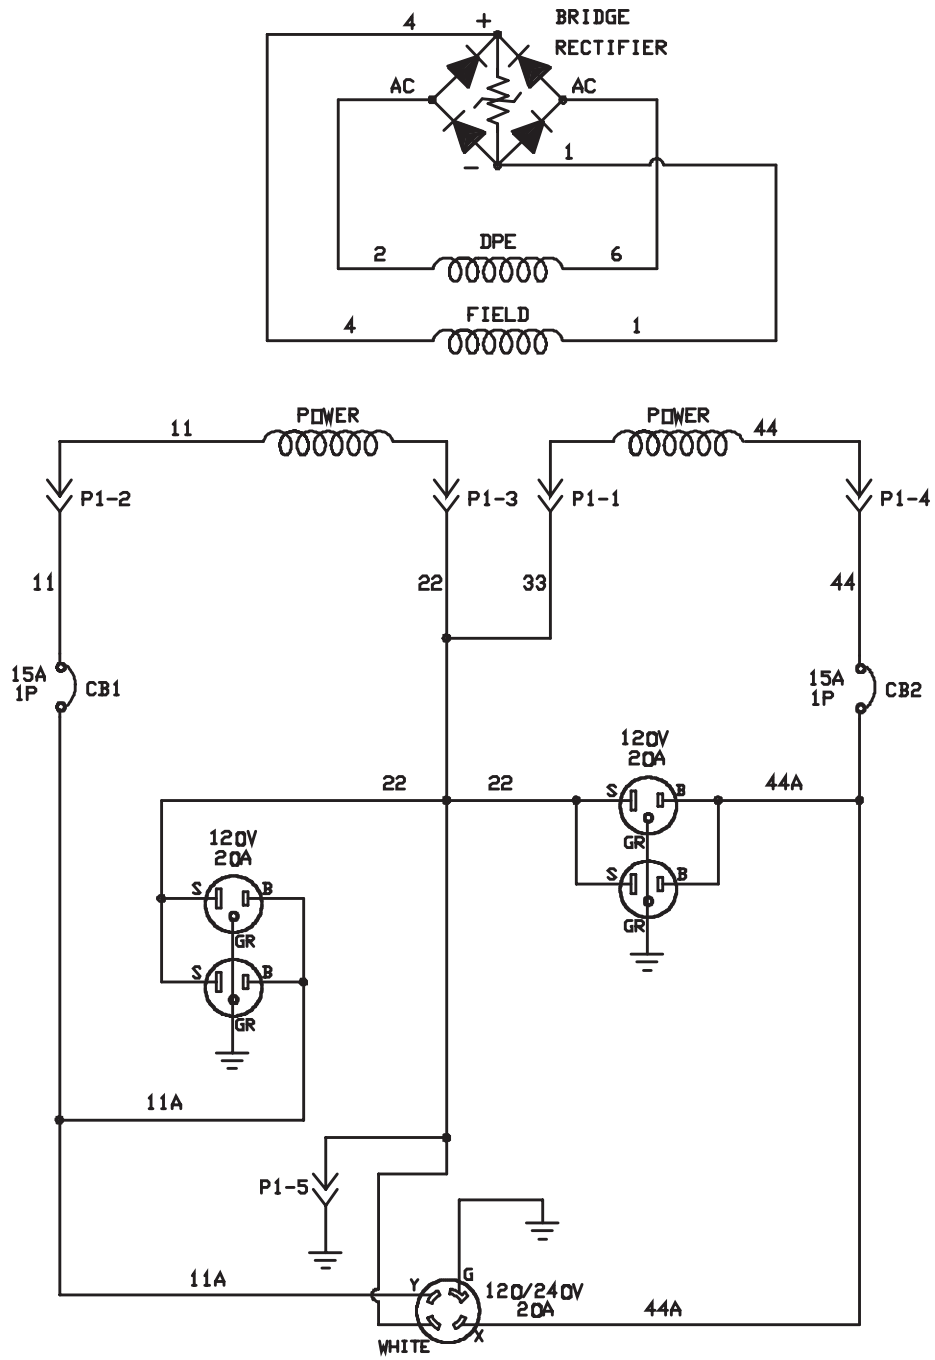 4
+
BRIDGE
RECTIFIER
AC
AC
1
−
DPE
2
6
FIELD
4
1
11
POWER
POWER
44
P1-2
P1-3
P1-1
P1-4
11
22
33
44
15A
1P
CB1
15A
1P
CB2
120V
20A
22
22
S
B
44A
GR
120V
20A
S
B
GR
S
B
GR
S
B
GR
11A
P1-5
11A
Y
G
120/240V
20A
44A
X
WHITE